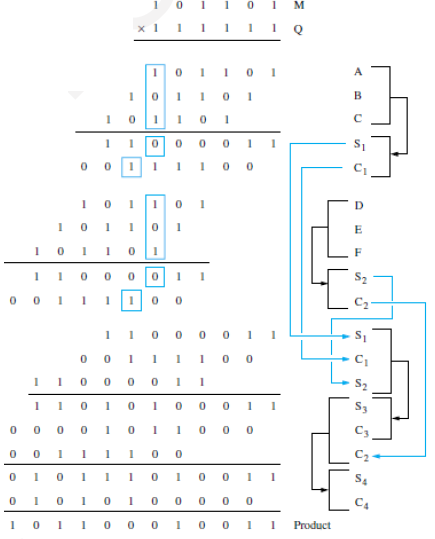 1 0 1 1 0 1 M
× 1 1 1 1 1 1 Q
1 0 1 1 0 1 A
1 0 1 1 0 1 B
1 0 1 1 0 1 C
1 1 0 0 0 0 1 1 S1
0 0 1 1 1 1 0 0 C1
1 0 1 1 0 1 D
1 0 1 1 0 1 E
1 0 1 1 0 1 F
1 1 0 0 0 0 1 1 S2
0 0 1 1 1 1 0 0 C2
1 1 0 0 0 0 1 1 S1
0 0 1 1 1 1 0 0 C1
1 1 0 0 0 0 1 1 S2
1 1 0 1 0 1 0 0 0 1 1 S3
0 0 0 0 1 0 1 1 0 0 0 C3
0 0 1 1 1 1 0 0 C2
0 1 0 1 1 1 0 1 0 0 1 1 S4
0 1 0 1 0 1 0 0 0 0 0 C4
1 0 1 1 0 0 0 1 0 0 1 1 Product